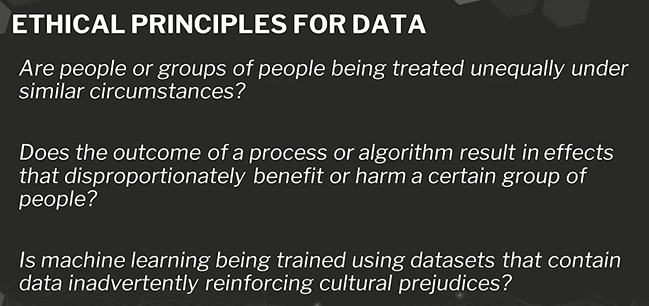 ETHICAL PRINCIPLES FOR DATA
Are people or groups of people being treated unequally under
similar circumstances?
Does the outcome of a process or algorithm result in effects
that disproportionately benefit or harm a certain group of
people?
Is machine learning being trained using datasets that contain
data inadvertently reinforcing cultural prejudices?